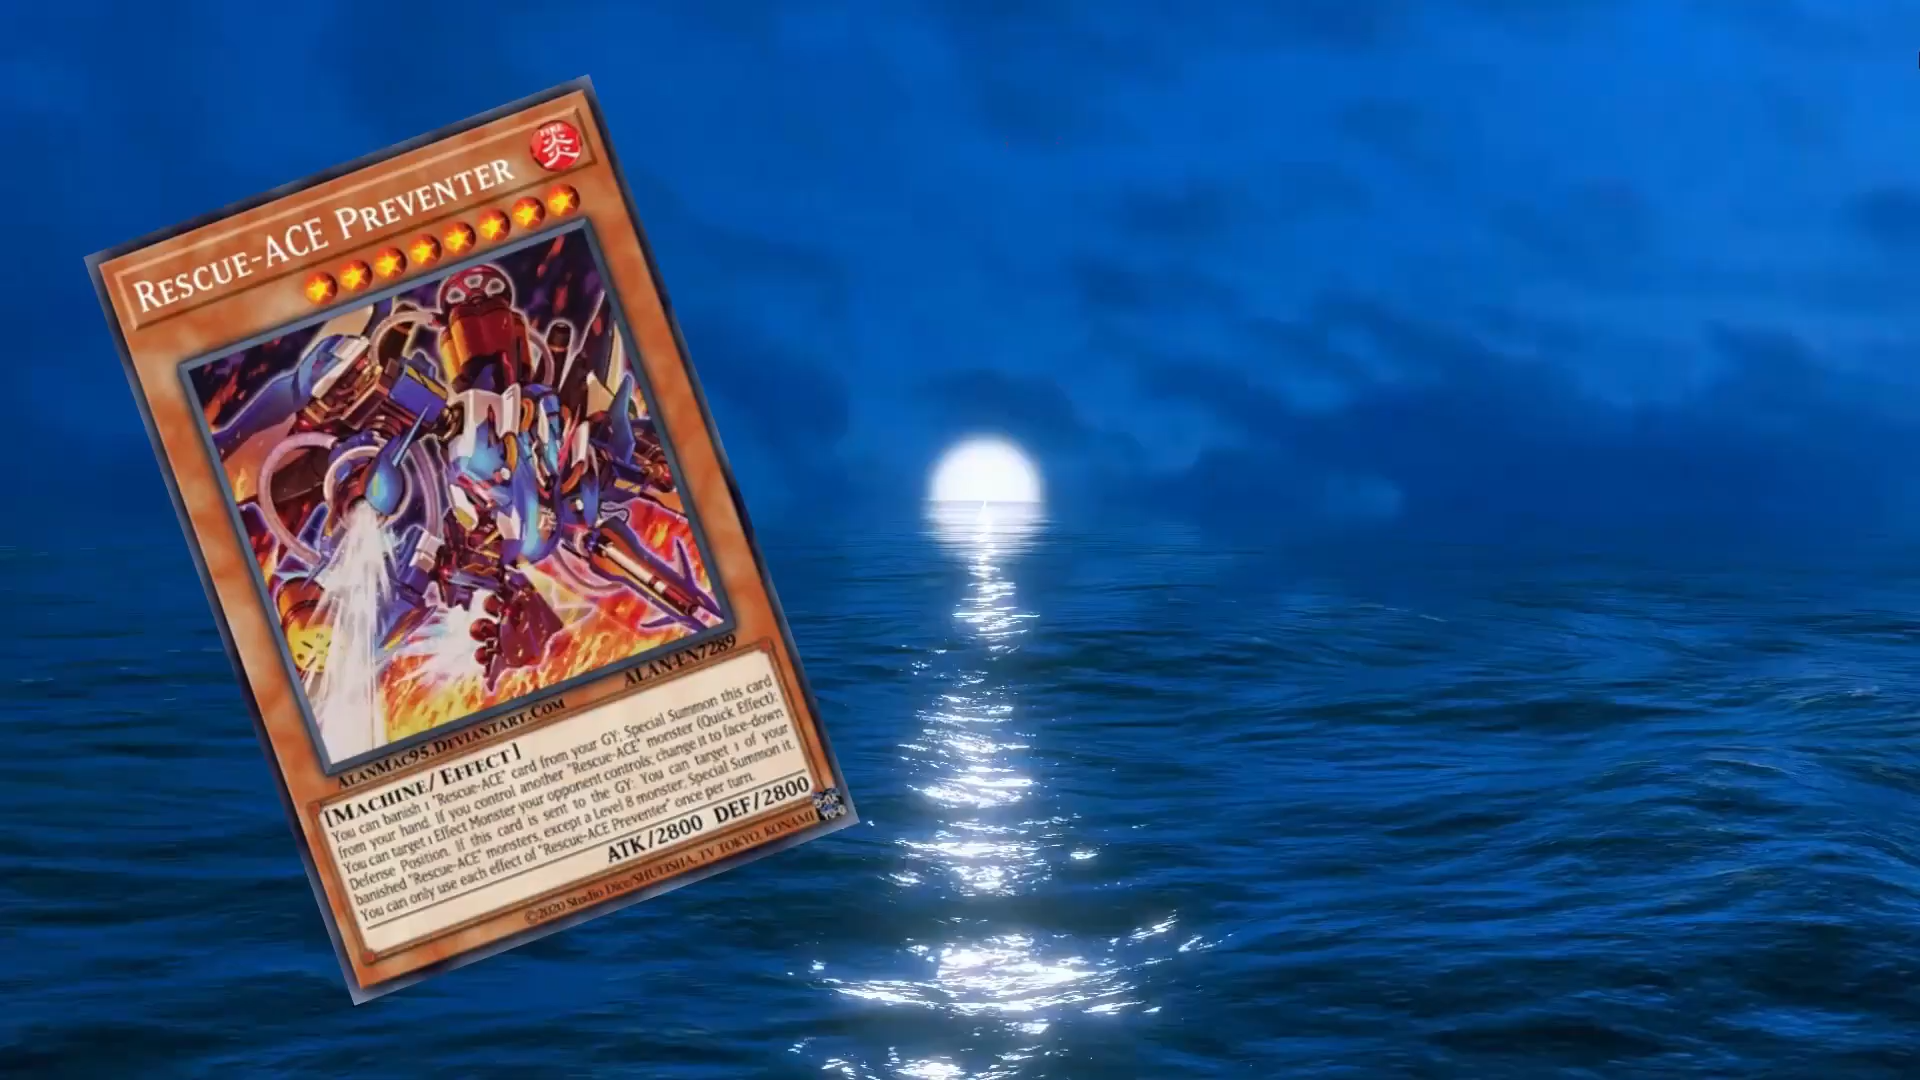 RESCUE-ACE PREVENTER
FIRE
炎
ALAN-EN7289
ALANMAC95.DEVIANTART.COM
[MACHINE/EFFECT]
You can banish 1 "Rescue-ACE" card from your GY; Special Summon this card
from your hand. If you control another "Rescue-ACE" monster (Quick Effect):
You can target 1 Effect Monster your opponent controls; change it to face-down
Defense Position. If this card is sent to the GY: You can target 1 of your
banished "Rescue-ACE" monsters, except a Level 8 monster; Special Summon it.
You can only use each effect of "Rescue-ACE Preventer" once per turn.
ATK/2800 DEF/2800
©2020 Studio Dice/SHUEISHA, TV TOKYO, KONAMI